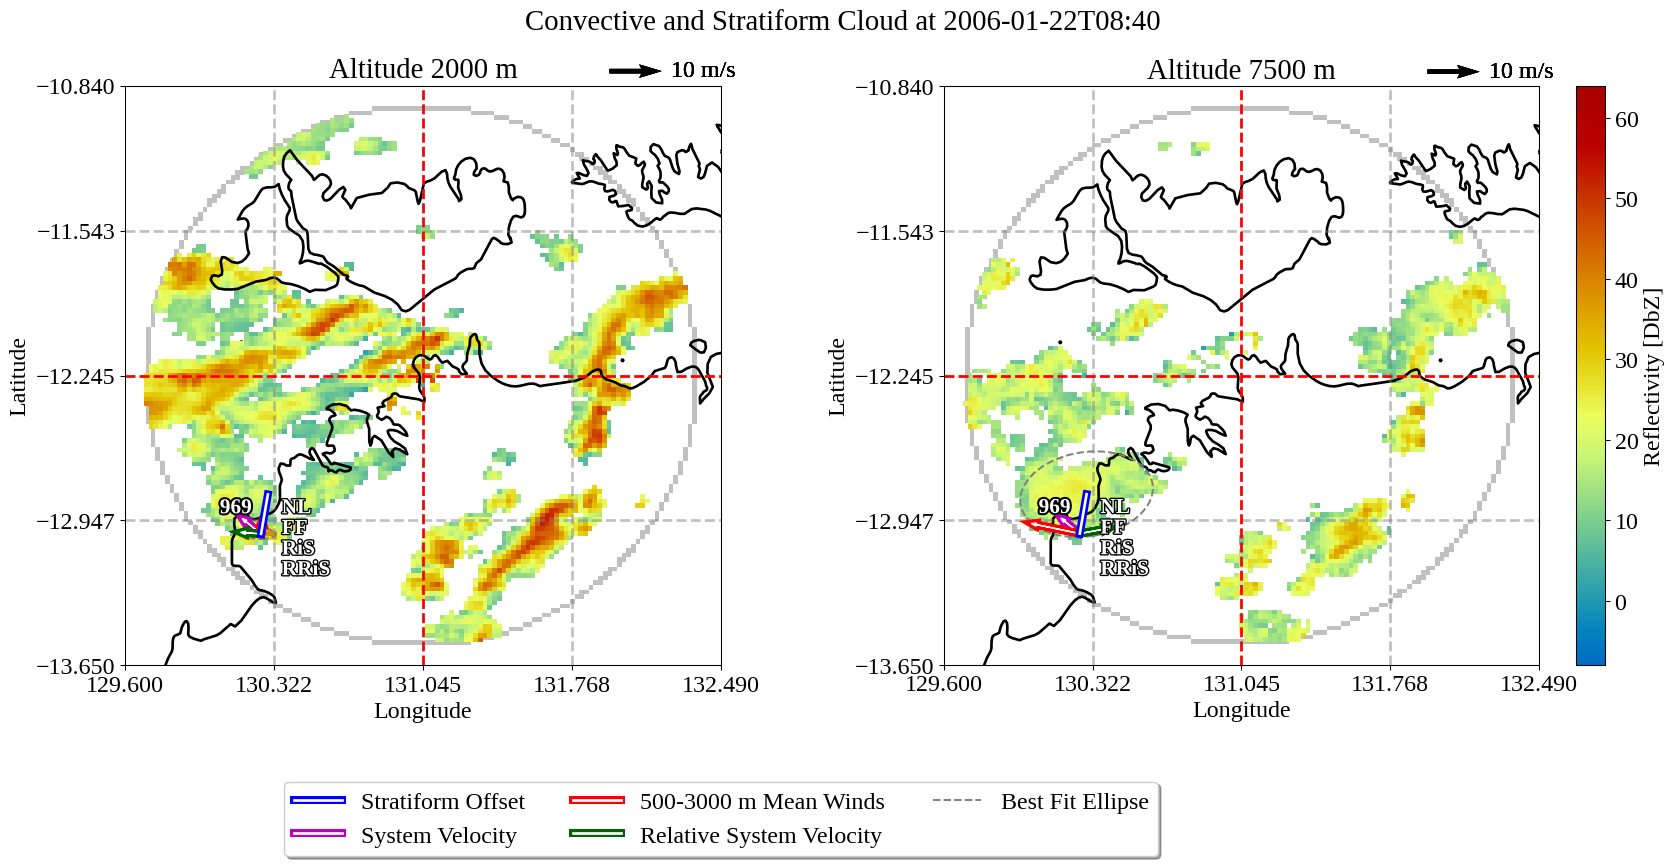 Convective and Stratiform Cloud at 2006-01-22T08:40
Altitude 2000 m
10 m/s
Latitude
−10.840
−11.543
−12.245
−12.947
−13.650
129.600
130.322
131.045
131.768
132.490
Longitude
969
NL
FF
RiS
RRiS
Altitude 7500 m
10 m/s
Latitude
−10.840
−11.543
−12.245
−12.947
−13.650
129.600
130.322
131.045
131.768
132.490
Longitude
969
NL
FF
RiS
RRiS
60
50
40
30
20
10
0
Reflectivity [DbZ]
Stratiform Offset
System Velocity
500-3000 m Mean Winds
Relative System Velocity
Best Fit Ellipse